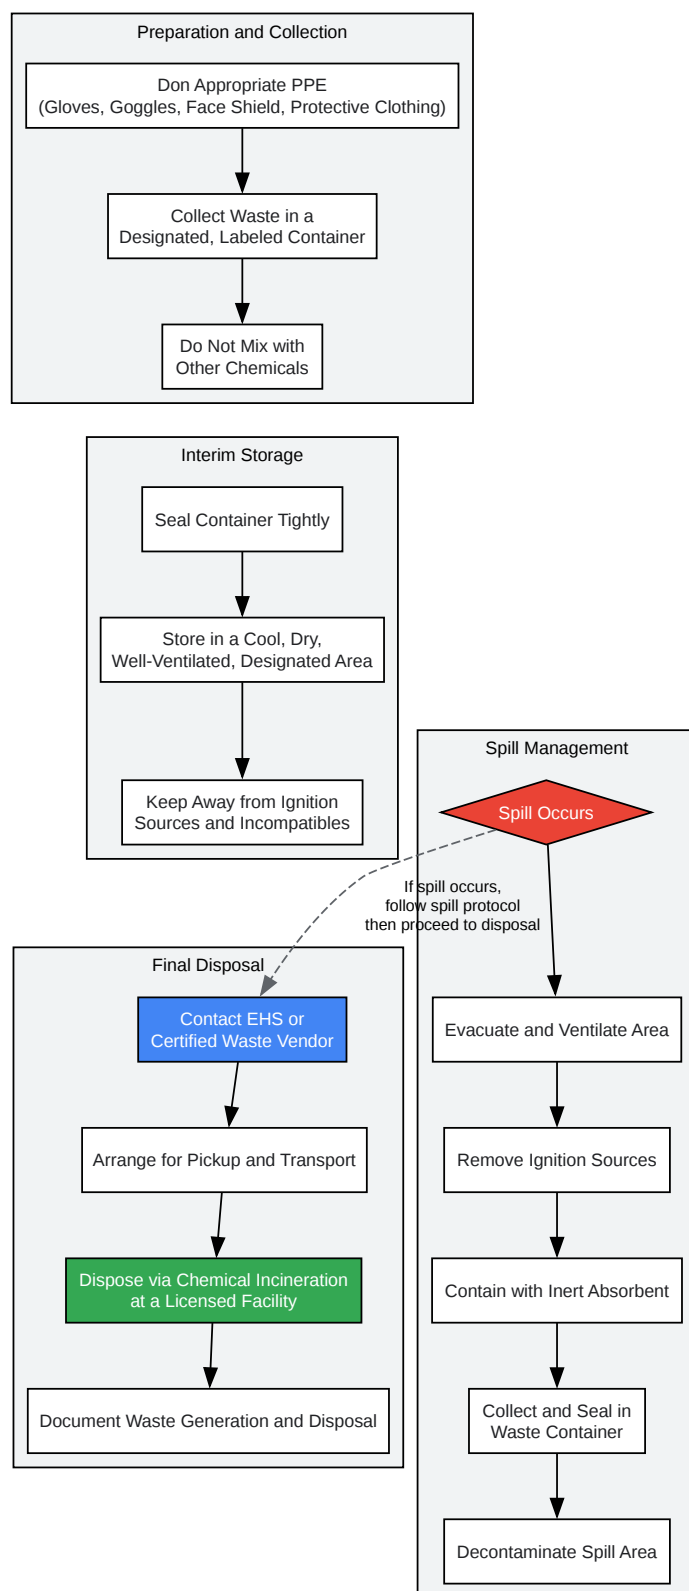 Preparation and Collection
Don Appropriate PPE
(Gloves, Goggles, Face Shield, Protective Clothing)
Collect Waste in a
Designated, Labeled Container
Do Not Mix with
Other Chemicals
Interim Storage
Seal Container Tightly
Store in a Cool, Dry,
Well-Ventilated, Designated Area
Keep Away from Ignition
Sources and Incompatibles
Spill Management
Spill Occurs
If spill occurs,
follow spill protocol
then proceed to disposal
Evacuate and Ventilate Area
Remove Ignition Sources
Contain with Inert Absorbent
Collect and Seal in
Waste Container
Decontaminate Spill Area
Final Disposal
Contact EHS or
Certified Waste Vendor
Arrange for Pickup and Transport
Dispose via Chemical Incineration
at a Licensed Facility
Document Waste Generation and Disposal